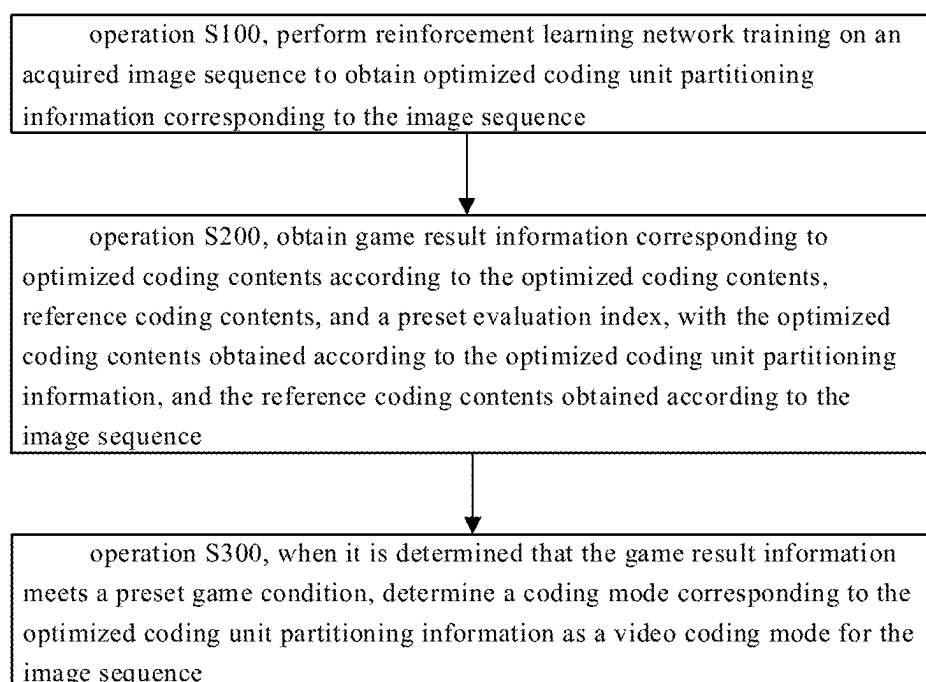 operation S100, perform reinforcement learning network training on an
acquired image sequence to obtain optimized coding unit partitioning
information corresponding to the image sequence
operation S200, obtain game result information corresponding to
optimized coding contents according to the optimized coding contents,
reference coding contents, and a preset evaluation index, with the optimized
coding contents obtained according to the optimized coding unit partitioning
information, and the reference coding contents obtained according to the
image sequence
operation S300, when it is determined that the game result information
meets a preset game condition, determine a coding mode corresponding to the
optimized coding unit partitioning information as a video coding mode for the
image sequence